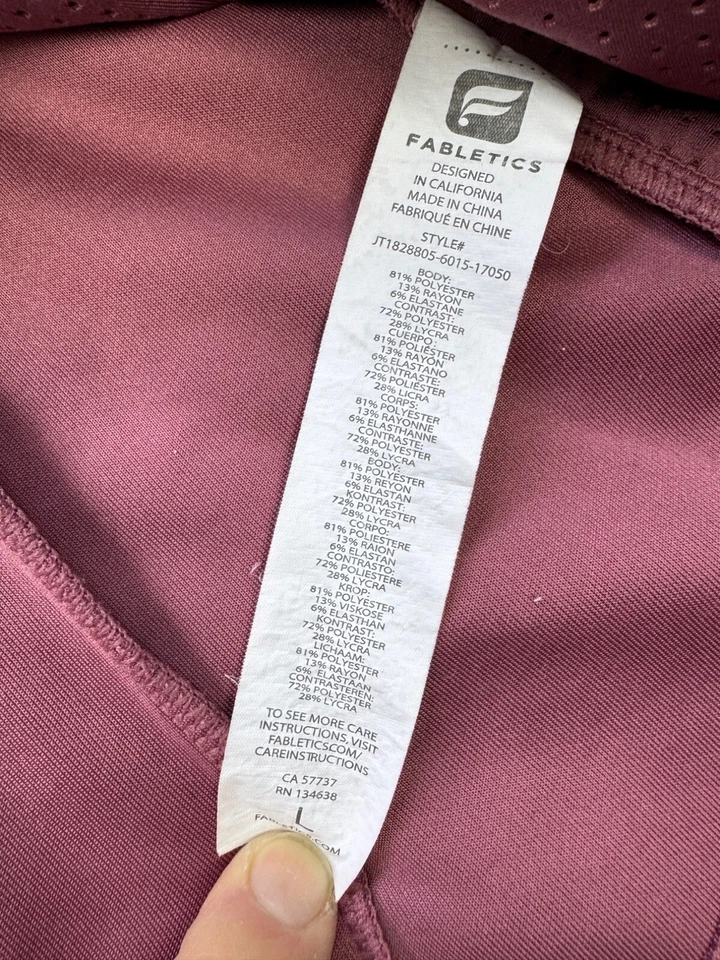 FABLETICS
DESIGNED
IN CALIFORNIA
MADE IN CHINA
FABRIQUÉ EN CHINE
STYLE#
JT1828805-6015-17050
BODY:
81% POLYESTER
13% RAYON
6% ELASTANE
CONTRAST:
72% POLYESTER
28% LYCRA
CUERPO:
81% POLIÉSTER
13% RAYÓN
6% ELASTANO
CONTRASTE:
72% POLIÉSTER
28% LICRA
CORPS:
81% POLYESTER
13% RAYONNE
6% ELASTHANNE
CONTRASTE:
72% POLYESTER
28% LYCRA
BODY:
81% POLYESTER
13% REYON
6% ELASTAN
KONTRAST:
72% POLYESTER
28% LYCRA
CORPO:
81% POLIESTERE
13% RAION
6% ELASTAN
CONTRASTO:
72% POLIESTERE
28% LYCRA
KROP:
81% POLYESTER
13% VISKOSE
6% ELASTHAN
KONTRAST:
72% POLYESTER
28% LYCRA
LICHAAM:
81% POLYESTER
13% RAYON
6% ELASTAAN
CONTRASTEREN:
72% POLYESTER
28% LYCRA
TO SEE MORE CARE
INSTRUCTIONS, VISIT
FABLETICS.COM/
CAREINSTRUCTIONS
CA 57737
RN 134638
L
FABLETICS.COM